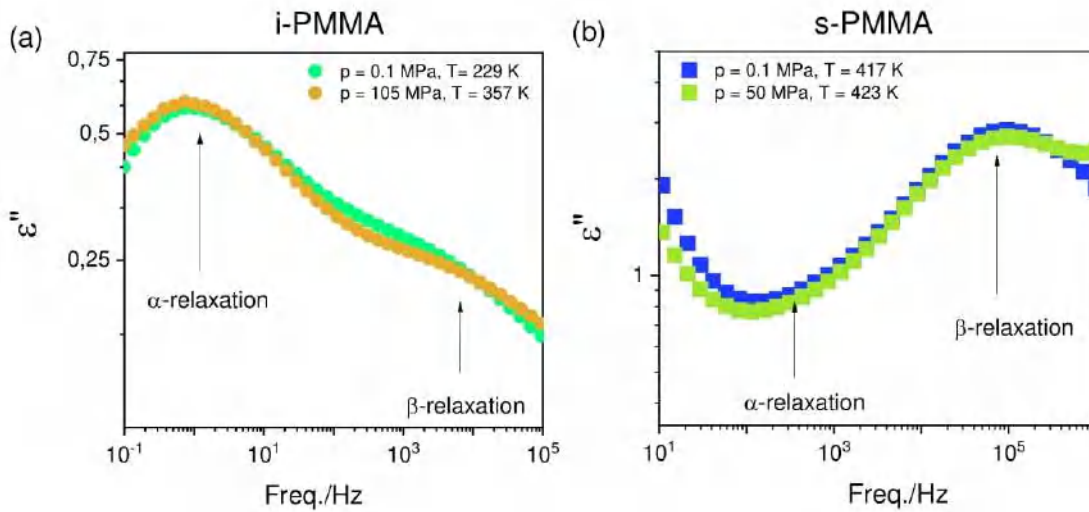 (a)
i-PMMA
p = 0.1 MPa, T= 229 K
p = 105 MPa, T = 357 K
0.75
0.5
0,25
ε"
α-relaxation
β-relaxation
10⁻¹ 10¹ 10³ 10⁵
Freq./Hz
(b)
s-PMMA
p = 0.1 MPa, T = 417 K
p = 50 MPa, T = 423 K
1
ε"
β-relaxation
α-relaxation
10¹ 10³ 10⁵
Freq./Hz